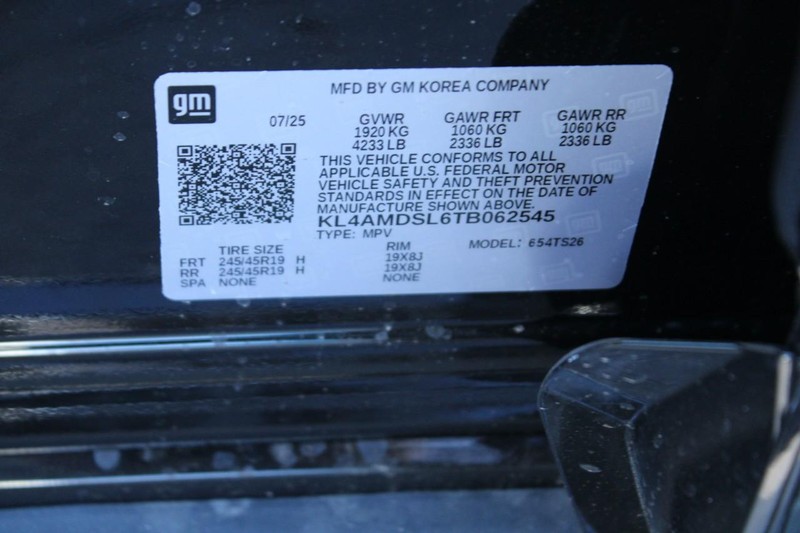 MFD BY GM KOREA COMPANY
gm
07/25 GVWR GAWR FRT GAWR RR
1920 KG 1060 KG 1060 KG
4233 LB 2336 LB 2336 LB
THIS VEHICLE CONFORMS TO ALL
APPLICABLE U.S. FEDERAL MOTOR
VEHICLE SAFETY AND THEFT PREVENTION
STANDARDS IN EFFECT ON THE DATE OF
MANUFACTURE SHOWN ABOVE.
KL4AMDSL6TB062545
TYPE: MPV MODEL: 654TS26
TIRE SIZE RIM
FRT 245/45R19 H 19X8J
RR 245/45R19 H 19X8J
SPA NONE NONE